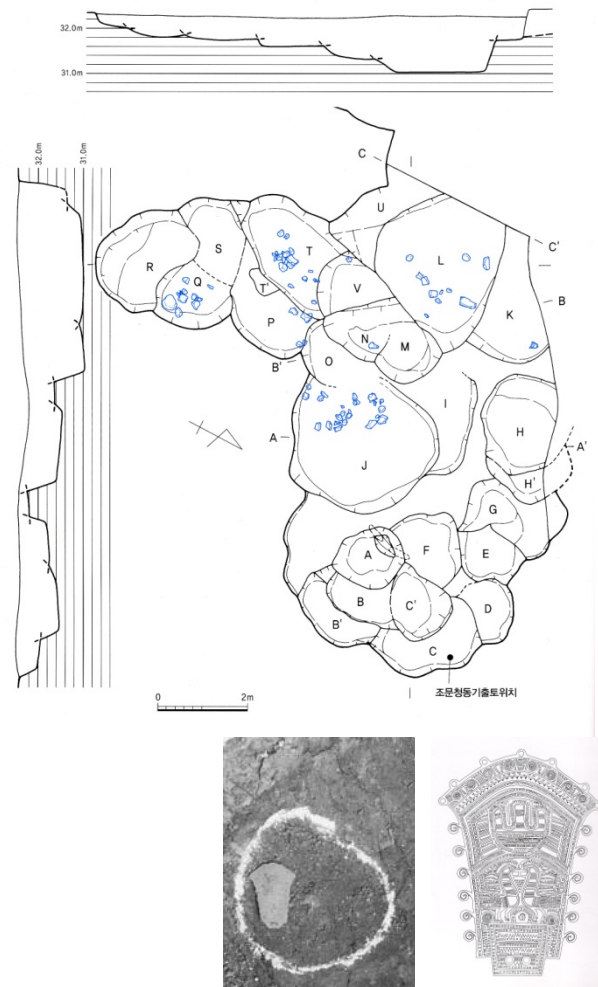 32.0m
31.0m
32.0m
31.0m
C
U
C'
S
T
L
R
Q
T'
V
B
K
P
N
M
B'
O
I
H
A
A'
J
H'
G
A
F
E
B
C'
D
B'
C
0
2m
조문청동기출토위치